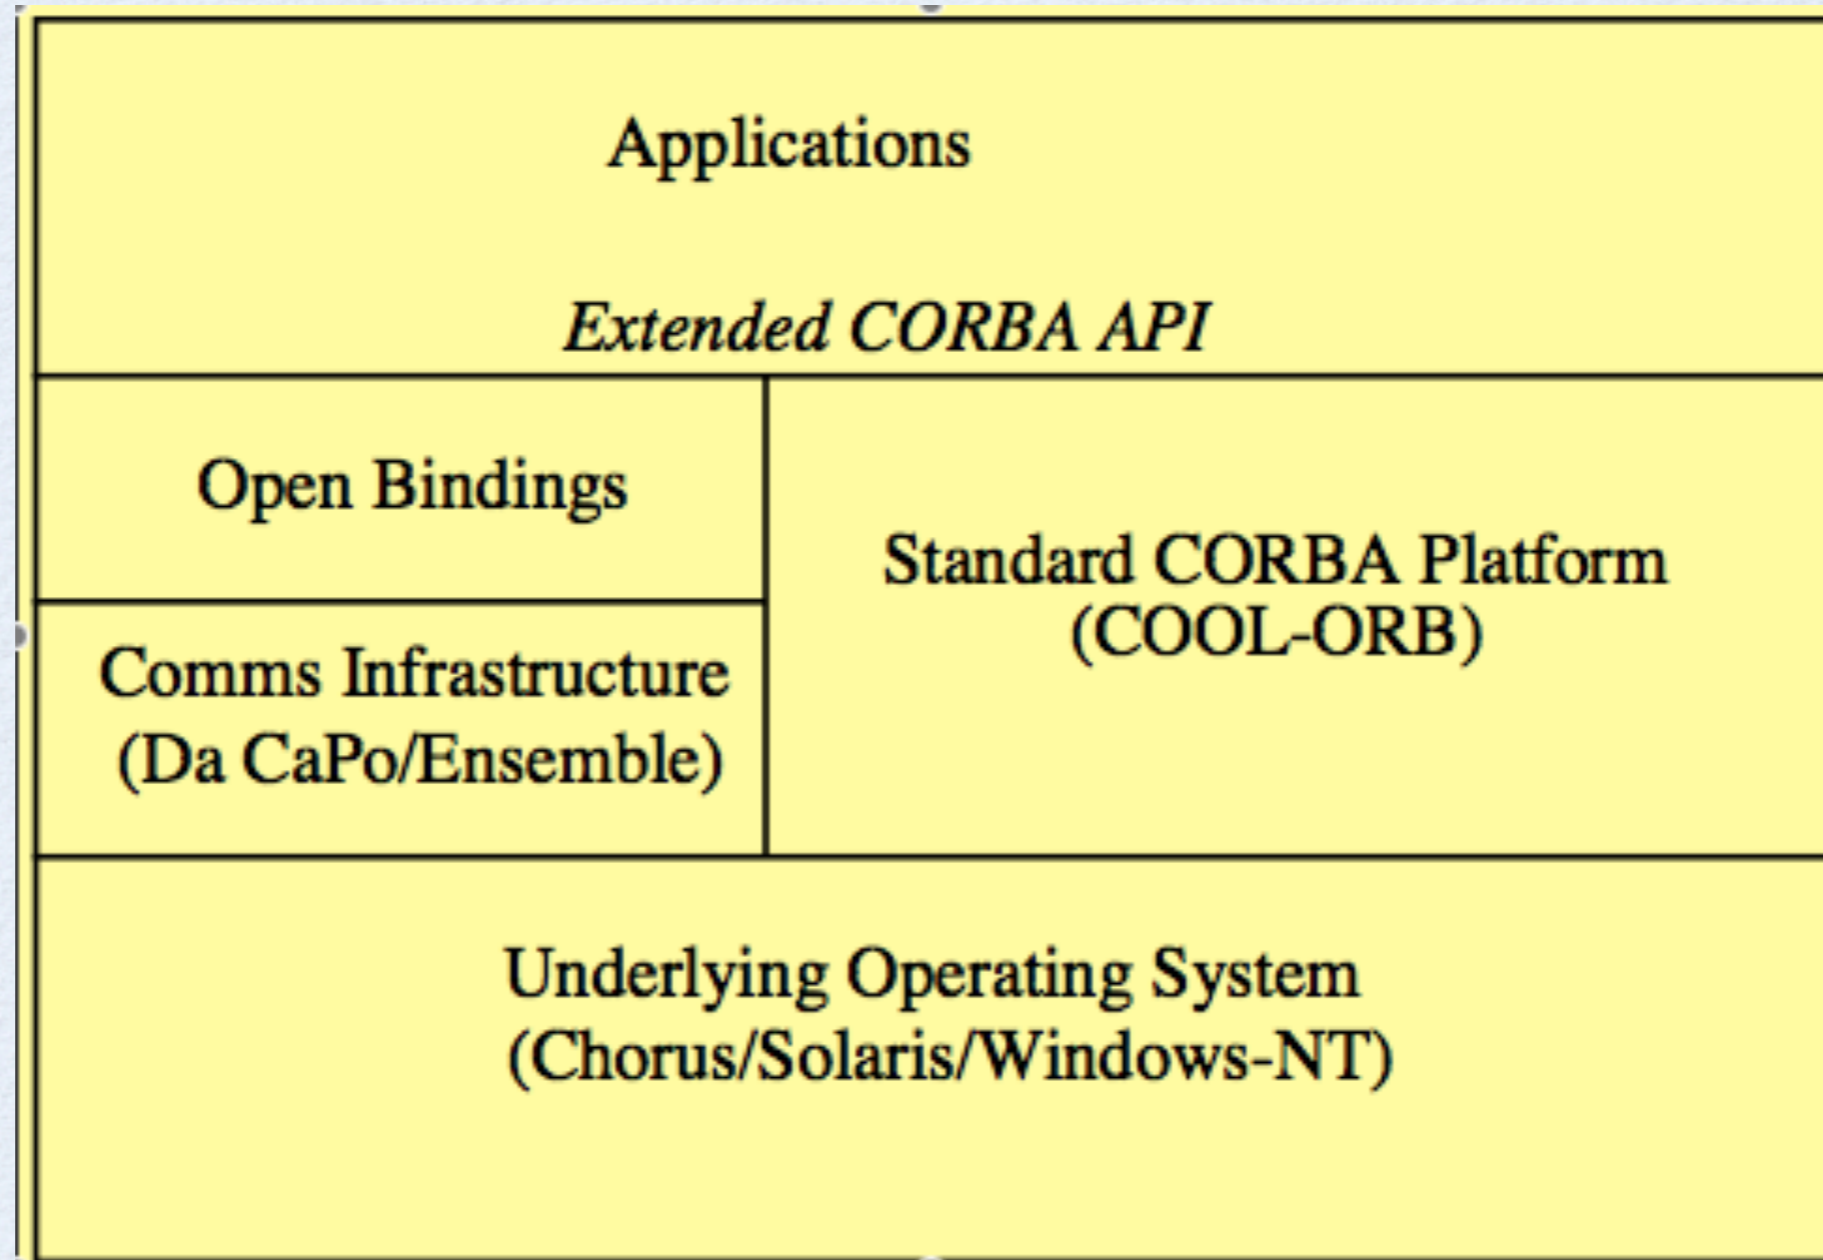 Applications
Extended CORBA API
Open Bindings
Standard CORBA Platform
(COOL-ORB)
Comms Infrastructure
(Da CaPo/Ensemble)
Underlying Operating System
(Chorus/Solaris/Windows-NT)